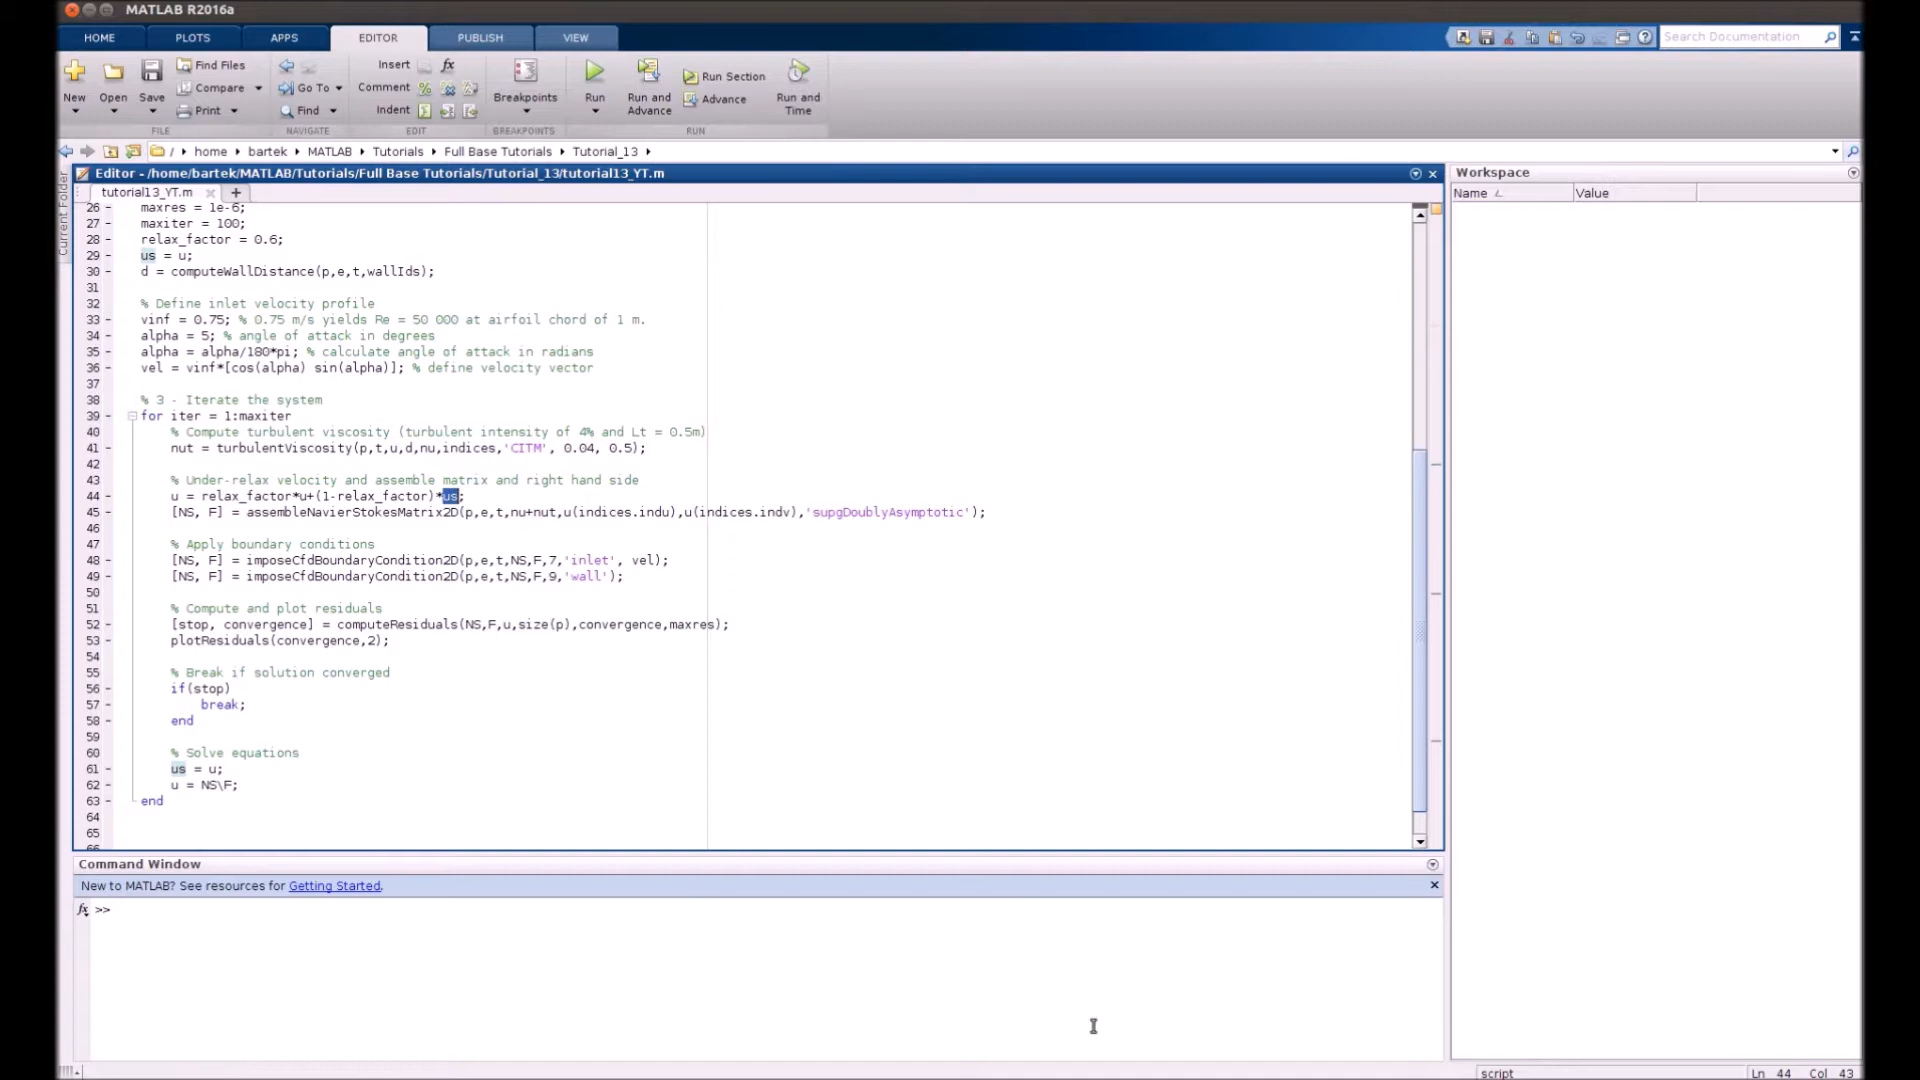 MATLAB R2016a
HOME PLOTS APPS EDITOR PUBLISH VIEW
Search Documentation
New Open Save Find Files Compare Print
FILE
Go To Find
NAVIGATE
Insert fx Comment Indent
EDIT
Breakpoints
BREAKPOINTS
Run Run and Advance Run Section Advance Run and Time
RUN
/ home bartek MATLAB Tutorials Full Base Tutorials Tutorial_13
Current Folder
Editor - /home/bartek/MATLAB/Tutorials/Full Base Tutorials/Tutorial_13/tutorial13_YT.m
tutorial13_YT.m
26 - maxres = 1e-6;
27 - maxiter = 100;
28 - relax_factor = 0.6;
29 - us = u;
30 - d = computeWallDistance(p,e,t,wallIds);
31
32 % Define inlet velocity profile
33 - vinf = 0.75; % 0.75 m/s yields Re = 50 000 at airfoil chord of 1 m.
34 - alpha = 5; % angle of attack in degrees
35 - alpha = alpha/180*pi; % calculate angle of attack in radians
36 - vel = vinf*[cos(alpha) sin(alpha)]; % define velocity vector
37
38 % 3 - Iterate the system
39 - for iter = 1:maxiter
40 % Compute turbulent viscosity (turbulent intensity of 4% and Lt = 0.5m)
41 - nut = turbulentViscosity(p,t,u,d,nu,indices,'CITM', 0.04, 0.5);
42
43 % Under-relax velocity and assemble matrix and right hand side
44 - u = relax_factor*u+(1-relax_factor)*us;
45 - [NS, F] = assembleNavierStokesMatrix2D(p,e,t,nu+nut,u(indices.indu),u(indices.indv),'supgDoublyAsymptotic');
46
47 % Apply boundary conditions
48 - [NS, F] = imposeCfdBoundaryCondition2D(p,e,t,NS,F,7,'inlet', vel);
49 - [NS, F] = imposeCfdBoundaryCondition2D(p,e,t,NS,F,9,'wall');
50
51 % Compute and plot residuals
52 - [stop, convergence] = computeResiduals(NS,F,u,size(p),convergence,maxres);
53 - plotResiduals(convergence,2);
54
55 % Break if solution converged
56 - if(stop)
57 - break;
58 - end
59
60 % Solve equations
61 - us = u;
62 - u = NS\F;
63 - end
64
65
66
Workspace
Name Value
Command Window
New to MATLAB? See resources for Getting Started.
fx >>
script Ln 44 Col 43